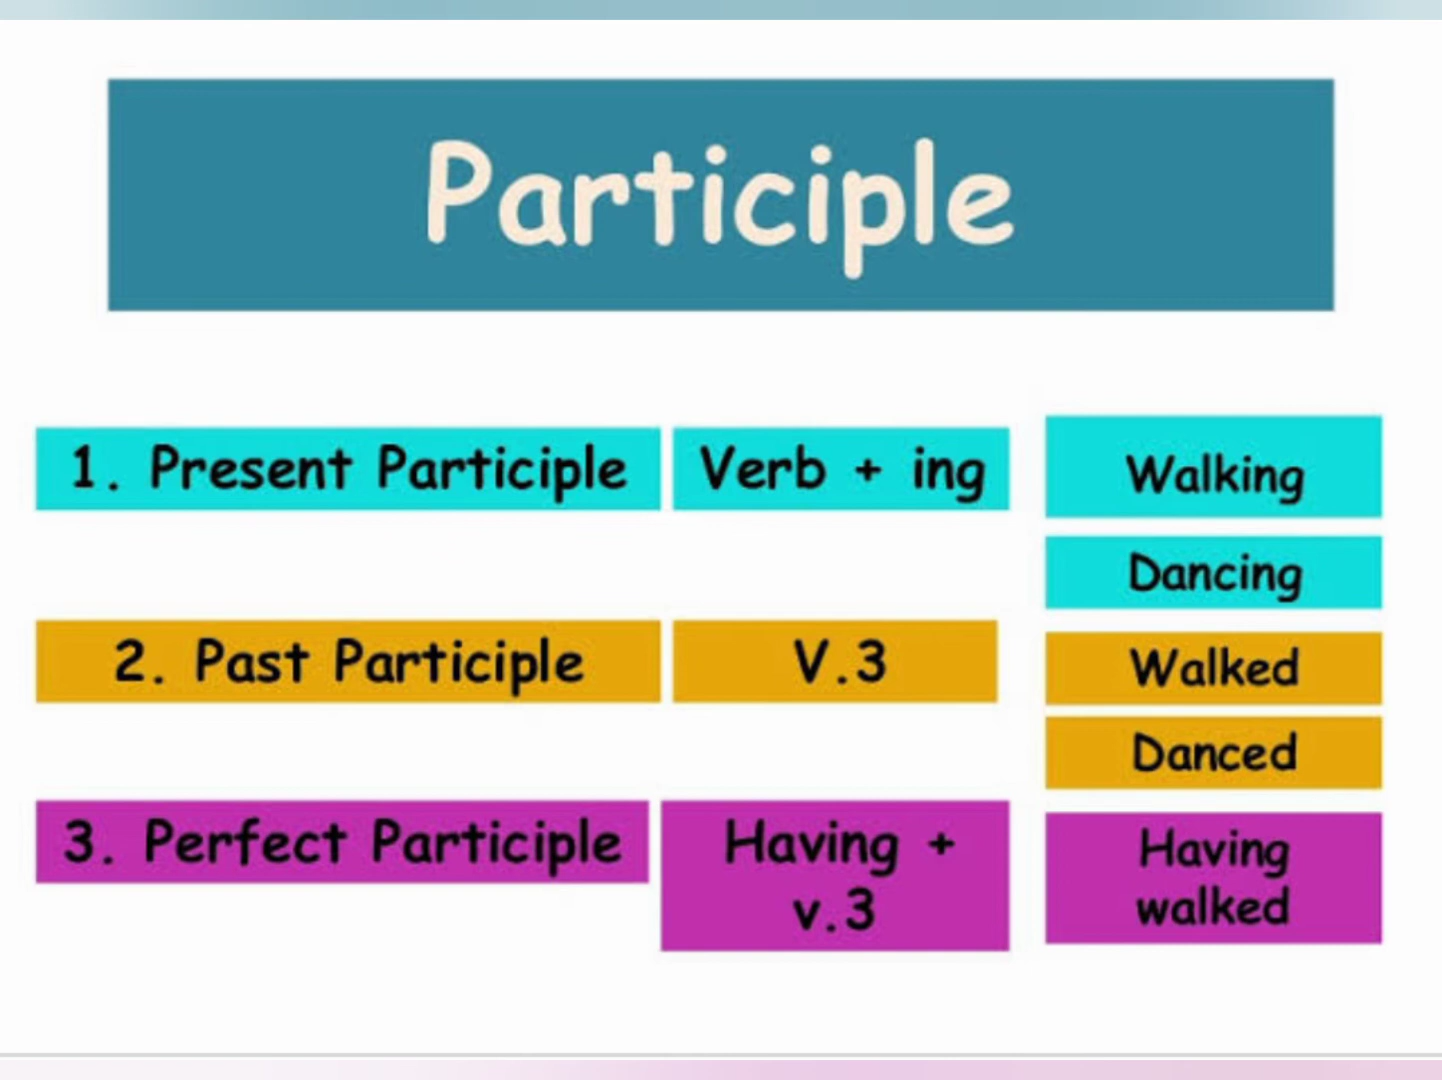 Participle
1. Present Participle Verb + ing Walking
Dancing
2. Past Participle V.3 Walked
Danced
3. Perfect Participle Having +
v.3
Having
walked